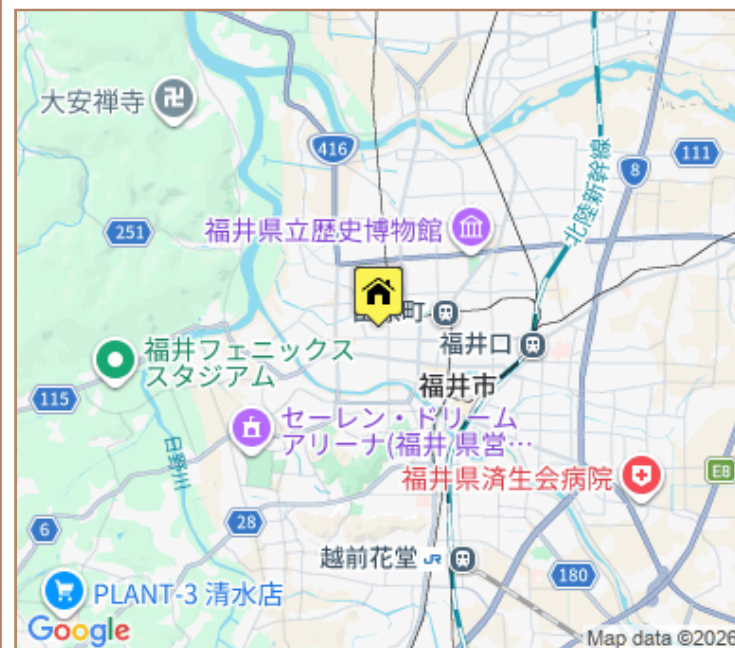 大安禅寺
416
111
8
北陸新幹線
251
福井県立歴史博物館
町
福井口
福井フェニックス
スタジアム
福井市
115
セーレン・ドリーム
アリーナ(福井県営…
日野川
福井県済生会病院
E8
28
6
越前花堂 JR
180
PLANT-3 清水店
Google
Map data ©2026